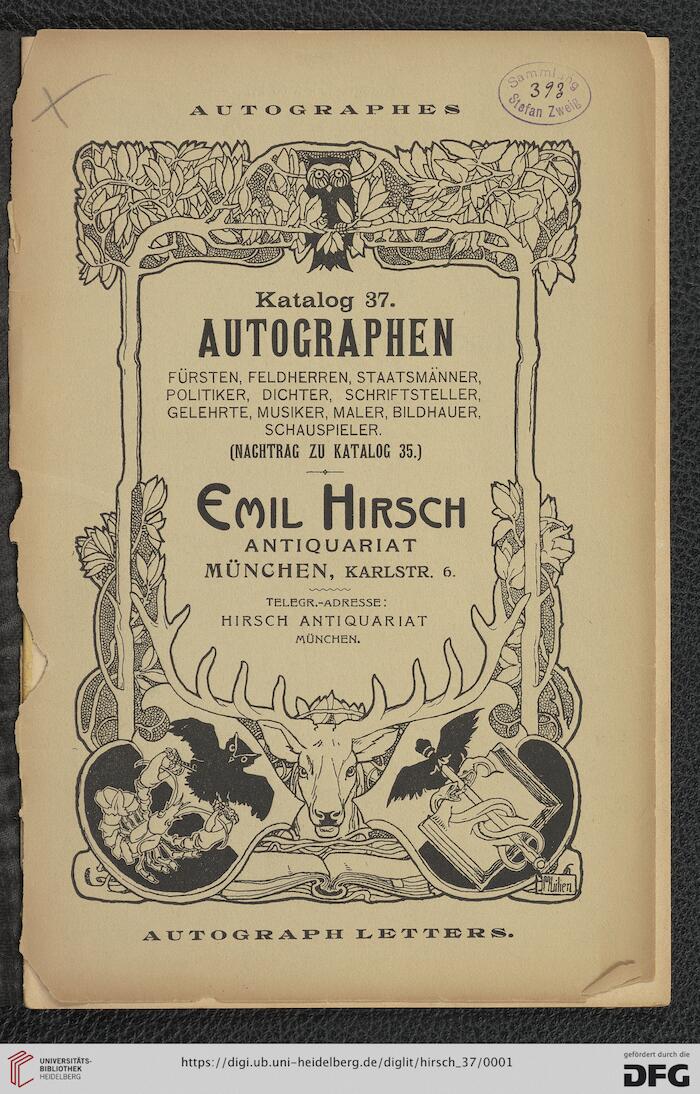 AUTOGRAPHES
Sammlung
393
Stefan Zweig
Katalog 37.
AUTOGRAPHEN
FÜRSTEN, FELDHERREN, STAATSMÄNNER,
POLITIKER, DICHTER, SCHRIFTSTELLER,
GELEHRTE, MUSIKER, MALER, BILDHAUER,
SCHAUSPIELER.
(NACHTRAG ZU KATALOG 35.)
EMIL HIRSCH
ANTIQUARIAT
MÜNCHEN, KARLSTR. 6.
TELEGR.-ADRESSE:
HIRSCH ANTIQUARIAT
MÜNCHEN.
AUTOGRAPH LETTERS.
UNIVERSITÄTS-
BIBLIOTHEK
HEIDELBERG
https://digi.ub.uni-heidelberg.de/diglit/hirsch_37/0001
gefördert durch die
DFG